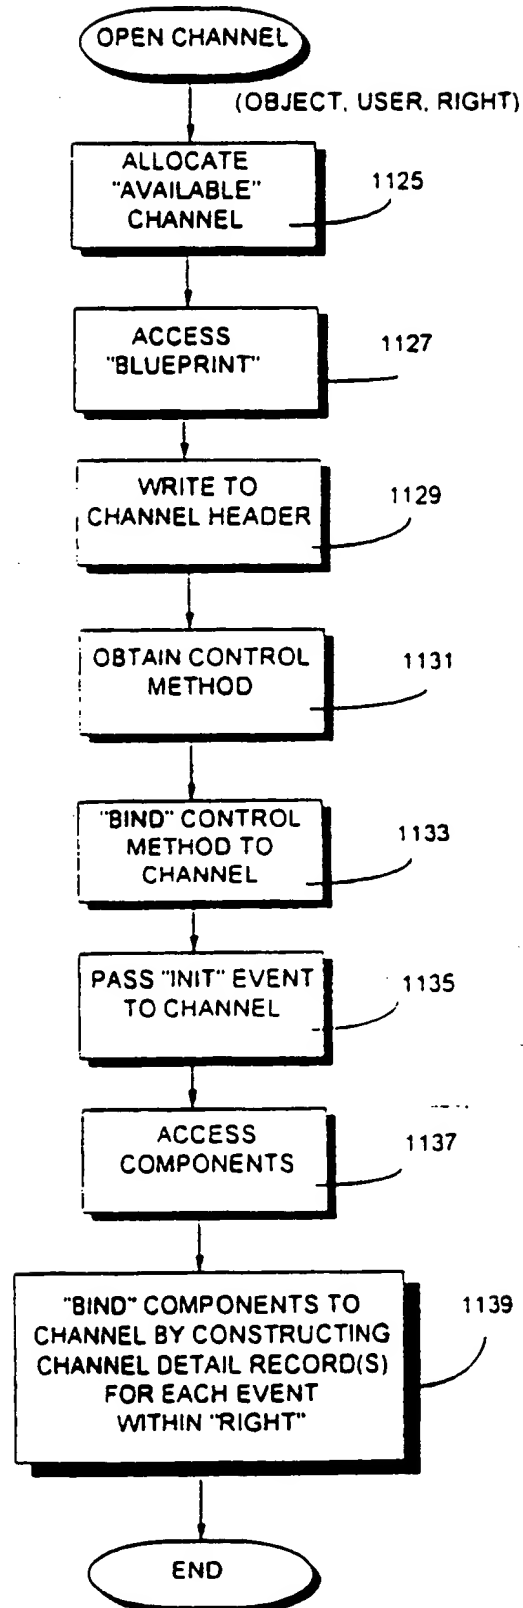 OPEN CHANNEL
(OBJECT, USER, RIGHT)
ALLOCATE
"AVAILABLE"
CHANNEL
1125
ACCESS
"BLUEPRINT"
1127
WRITE TO
CHANNEL HEADER
1129
OBTAIN CONTROL
METHOD
1131
"BIND" CONTROL
METHOD TO
CHANNEL
1133
PASS "INIT" EVENT
TO CHANNEL
1135
ACCESS
COMPONENTS
1137
"BIND" COMPONENTS TO
CHANNEL BY CONSTRUCTING
CHANNEL DETAIL RECORD(S)
FOR EACH EVENT
WITHIN "RIGHT"
1139
END